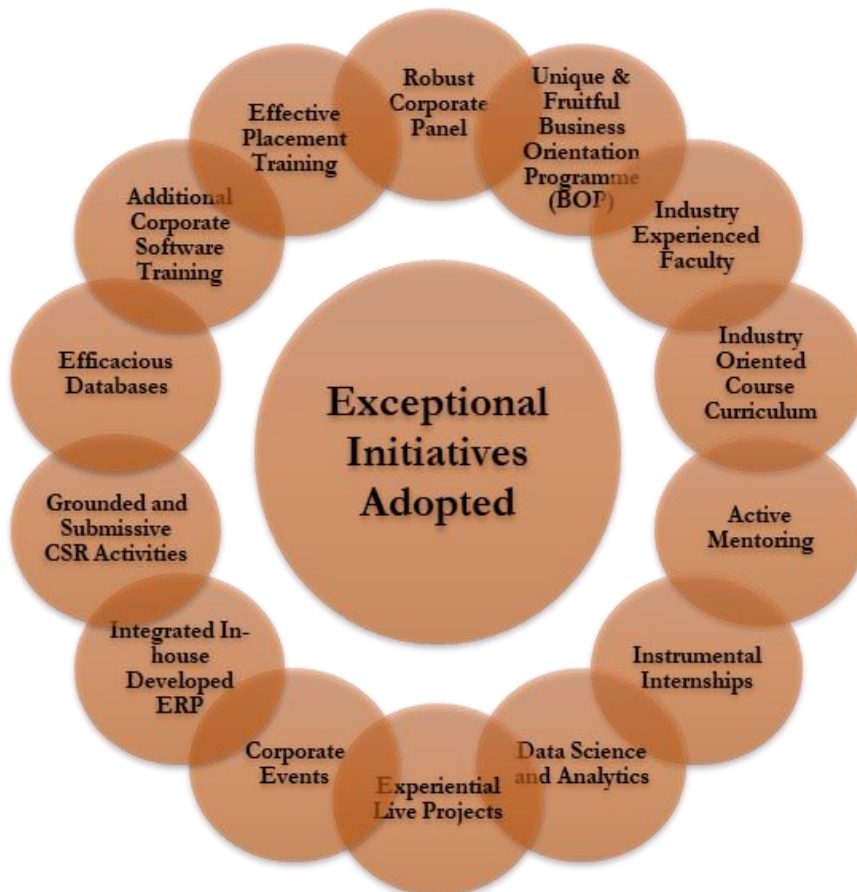 Exceptional
Initiatives
Adopted
Robust
Corporate
Panel
Unique &
Fruitful
Business
Orientation
Programme
(BOP)
Industry
Experienced
Faculty
Industry
Oriented
Course
Curriculum
Active
Mentoring
Instrumental
Internships
Data Science
and Analytics
Experiential
Live Projects
Corporate
Events
Integrated In-
house
Developed
ERP
Grounded and
Submissive
CSR Activities
Efficacious
Databases
Additional
Corporate
Software
Training
Effective
Placement
Training